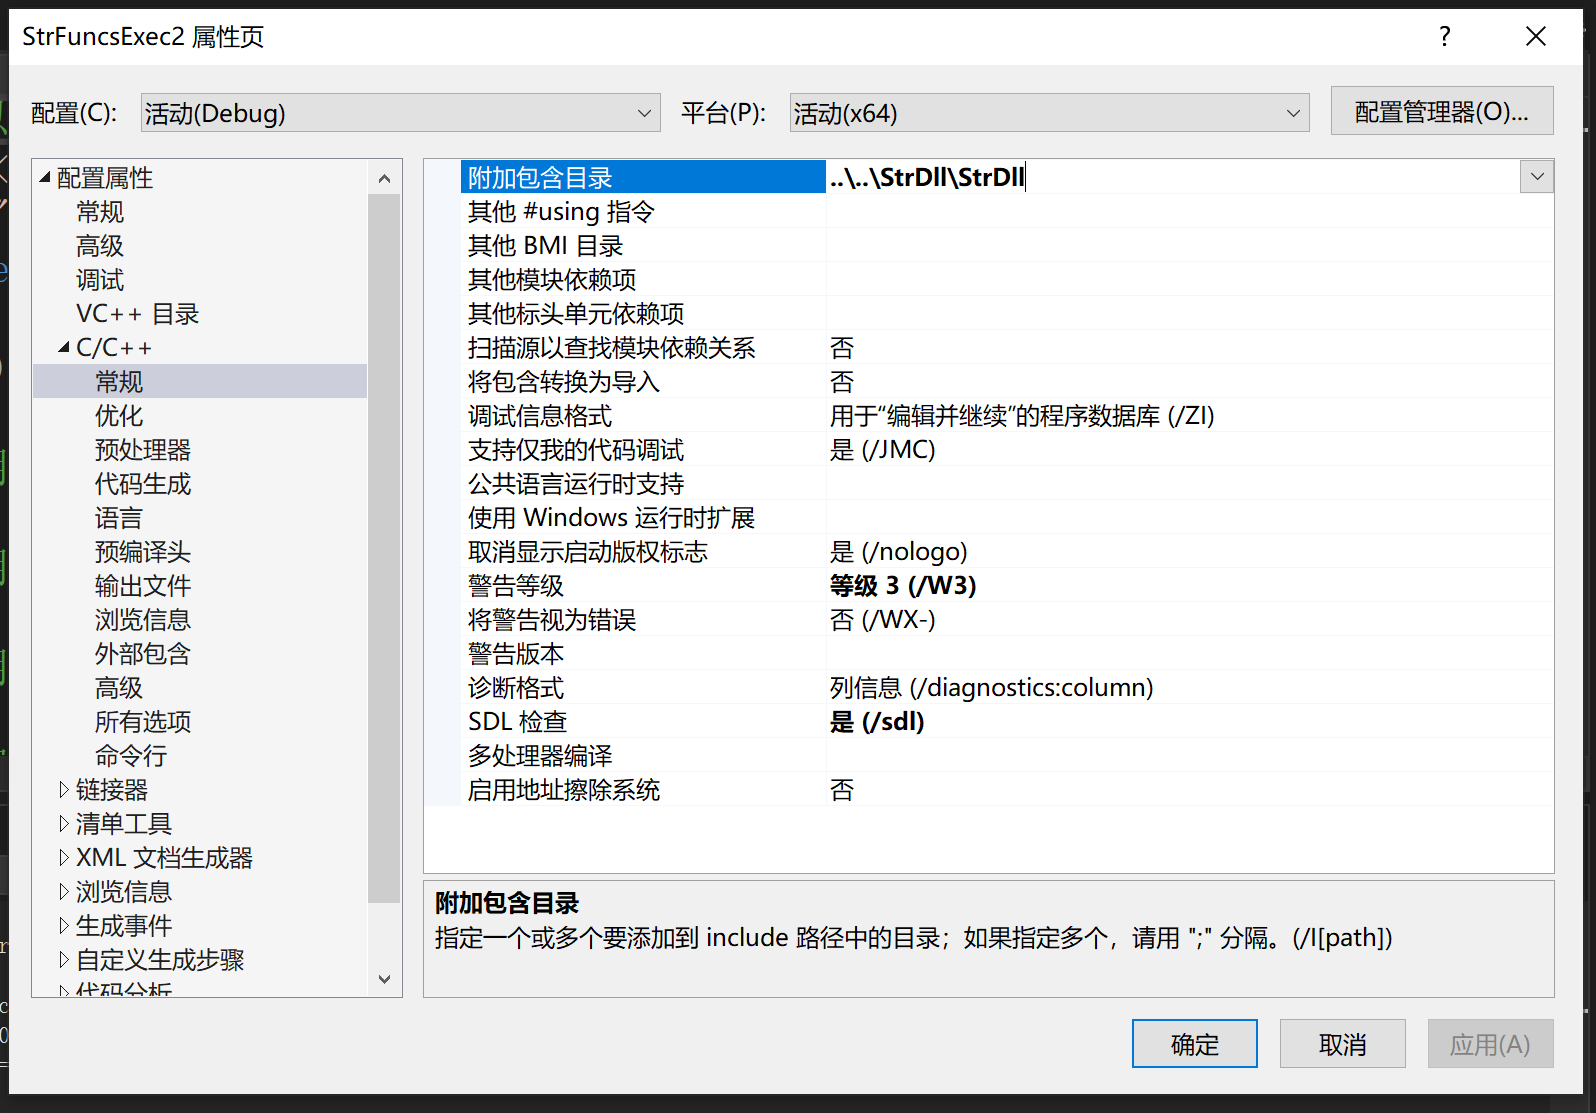 StrFuncsExec2 属性页
?
配置(C):
活动(Debug)
平台(P):
活动(x64)
配置管理器(O)...
配置属性
常规
高级
调试
VC++ 目录
C/C++
常规
优化
预处理器
代码生成
语言
预编译头
输出文件
浏览信息
外部包含
高级
所有选项
命令行
链接器
清单工具
XML 文档生成器
浏览信息
生成事件
自定义生成步骤
代码分析
附加包含目录 ..\..\StrDll\StrDll
其他 #using 指令
其他 BMI 目录
其他模块依赖项
其他标头单元依赖项
扫描源以查找模块依赖关系 否
将包含转换为导入 否
调试信息格式 用于“编辑并继续”的程序数据库 (/ZI)
支持仅我的代码调试 是 (/JMC)
公共语言运行时支持
使用 Windows 运行时扩展
取消显示启动版权标志 是 (/nologo)
警告等级 等级 3 (/W3)
将警告视为错误 否 (/WX-)
警告版本
诊断格式 列信息 (/diagnostics:column)
SDL 检查 是 (/sdl)
多处理器编译
启用地址擦除系统 否
附加包含目录
指定一个或多个要添加到 include 路径中的目录；如果指定多个，请用 ";" 分隔。(/I[path])
确定
取消
应用(A)